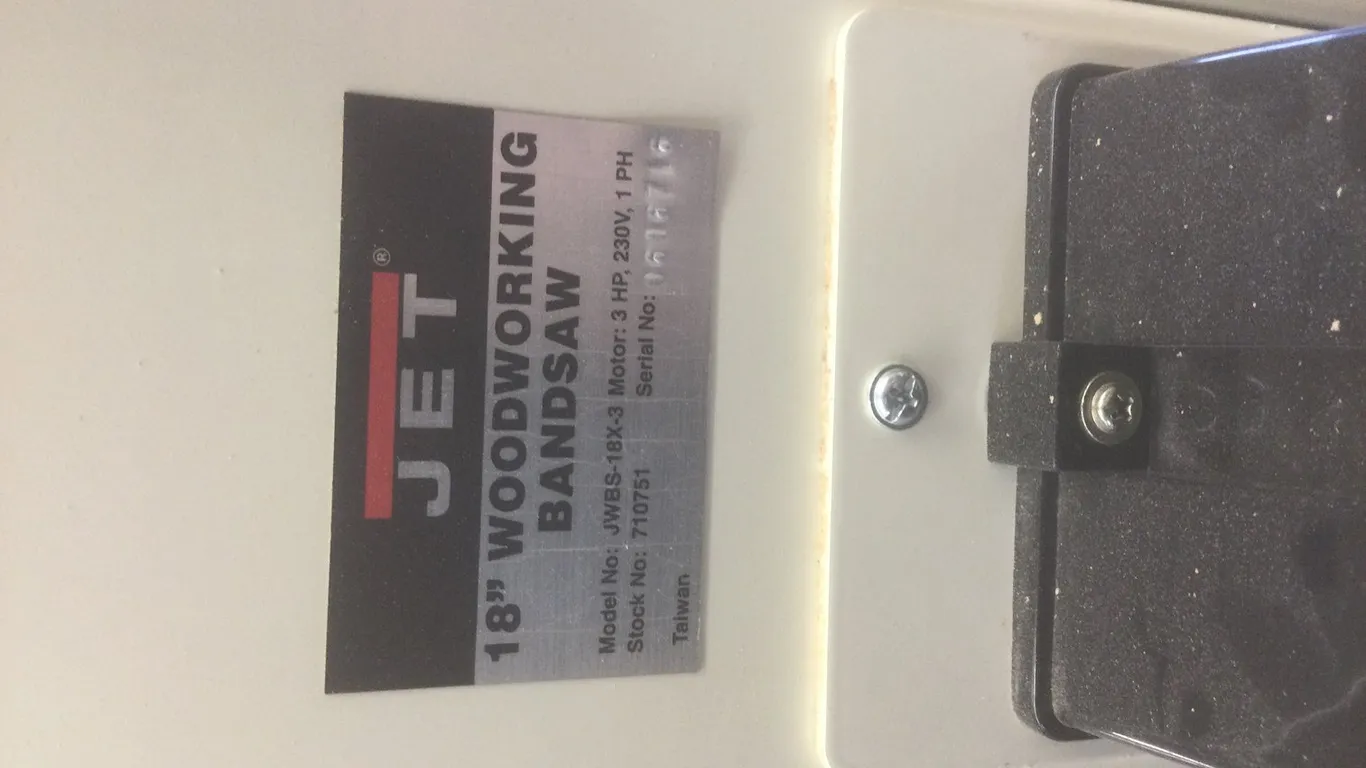 JET®
18" WOODWORKING
BANDSAW
Model No: JWBS-18X-3 Motor: 3 HP, 230V, 1 PH
Stock No: 710751 Serial No:
Taiwan